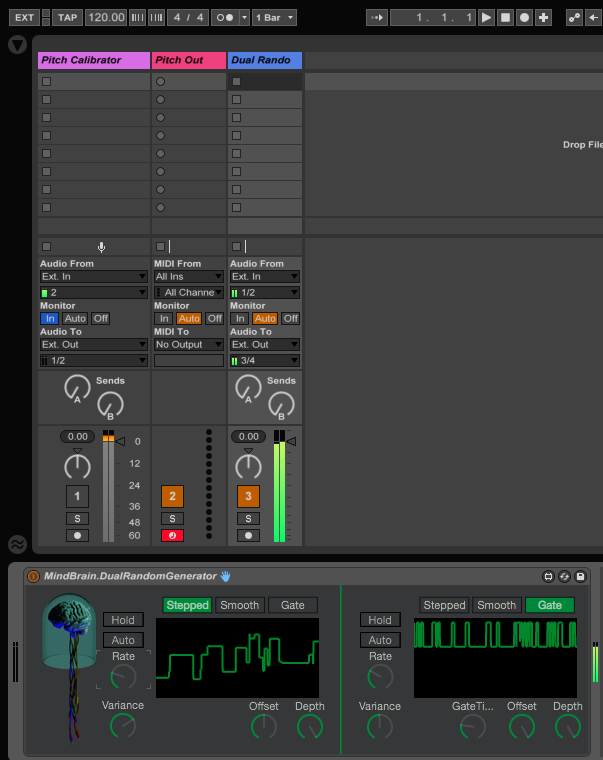 EXT TAP 120.00 4 / 4 1 Bar 1. 1. 1
Pitch Calibrator Pitch Out Dual Rando
Drop File
Audio From MIDI From Audio From
Ext. In All Ins Ext. In
2 All Channe 1/2
Monitor Monitor Monitor
In Auto Off In Auto Off In Auto Off
Audio To MIDI To Audio To
Ext. Out No Output Ext. Out
1/2 3/4
Sends Sends
A B A B
0.00 0 0.00
12
24
1 2 3 36
S S S 48
60
MindBrain.DualRandomGenerator
Stepped Smooth Gate Stepped Smooth Gate
Hold Hold
Auto Auto
Rate Rate
Variance Offset Depth Variance GateTi... Offset Depth